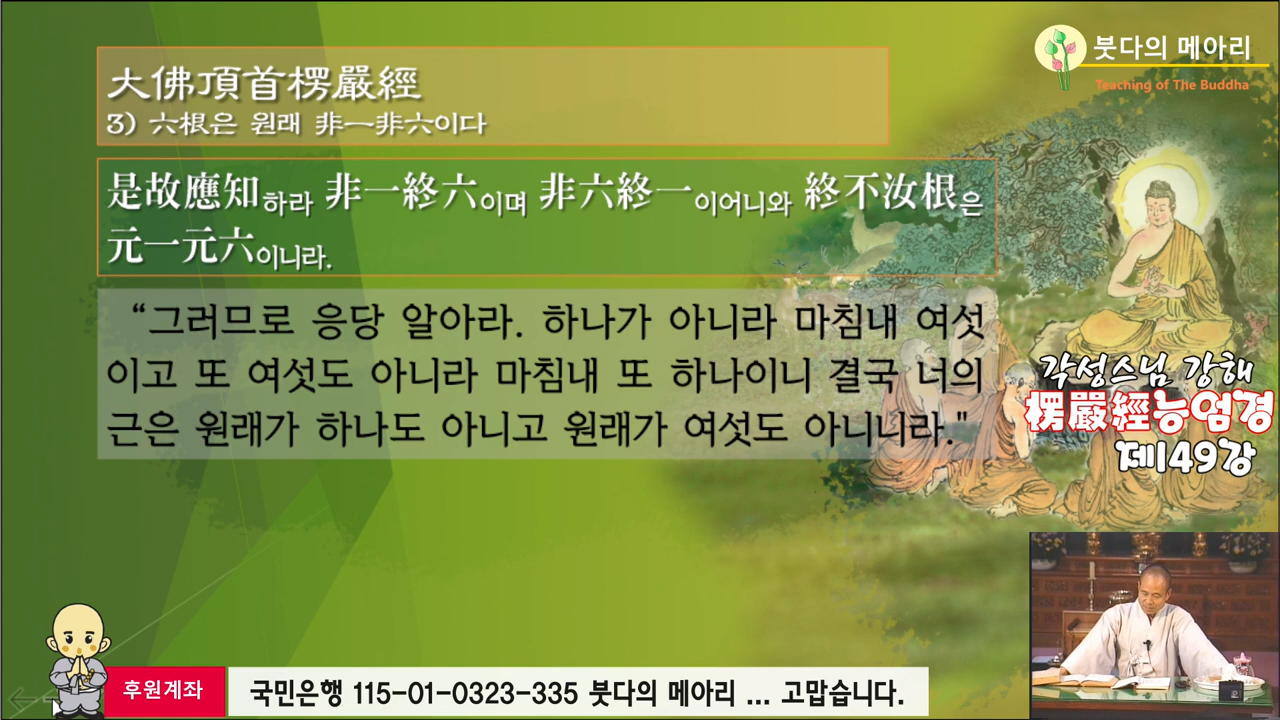 大佛頂首楞嚴經
3) 六根은 원래 非一非六이다
是故應知하라 非一終六이며 非六終一이어니와 終不汝根은
元一元六이니라.
“그러므로 응당 알아라. 하나가 아니라 마침내 여섯
이고 또 여섯도 아니라 마침내 또 하나이니 결국 너의
근은 원래가 하나도 아니고 원래가 여섯도 아니니라."
붓다의 메아리
Teaching of The Buddha
각성스님 강해
楞嚴經능엄경
제49강
후원계좌
국민은행 115-01-0323-335 붓다의 메아리 ... 고맙습니다.